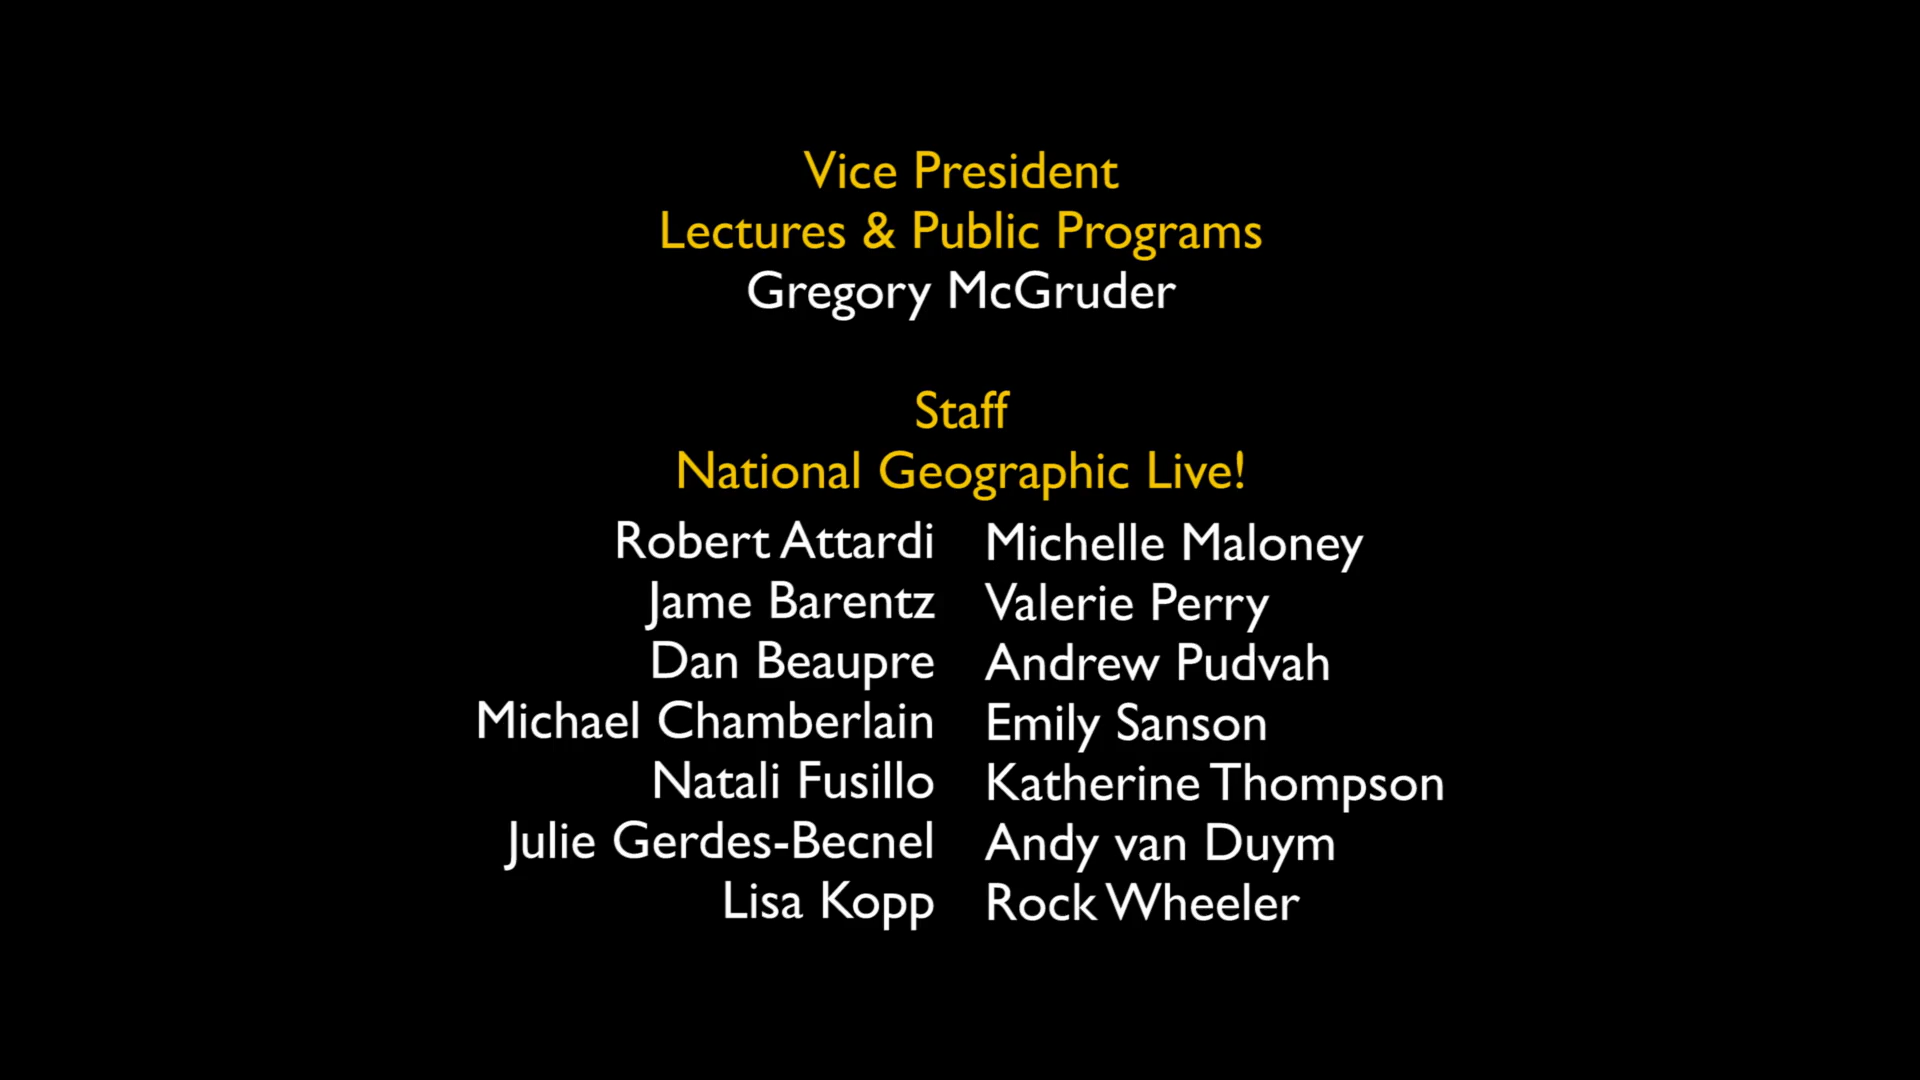 Vice President
Lectures & Public Programs
Gregory McGruder
Staff
National Geographic Live!
Robert Attardi
Jame Barentz
Dan Beaupre
Michael Chamberlain
Natali Fusillo
Julie Gerdes-Becnel
Lisa Kopp
Michelle Maloney
Valerie Perry
Andrew Pudvah
Emily Sanson
Katherine Thompson
Andy van Duym
Rock Wheeler